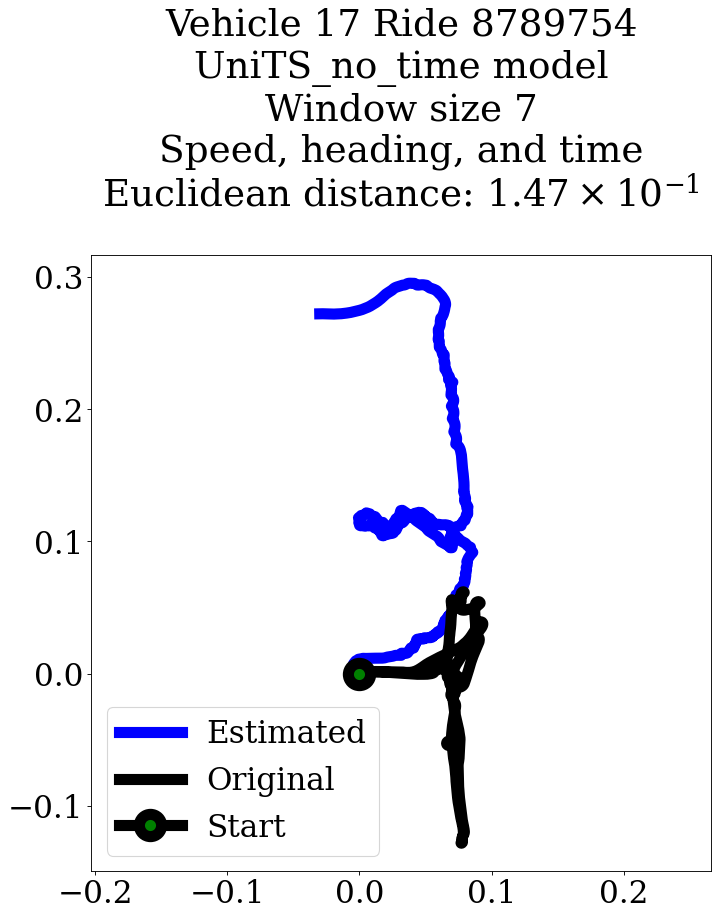 Vehicle 17 Ride 8789754
UniTS_no_time model
Window size 7
Speed, heading, and time
Euclidean distance: 1.47 × 10⁻¹
0.3
0.2
0.1
0.0
−0.1
Estimated
Original
Start
−0.2 −0.1 0.0 0.1 0.2